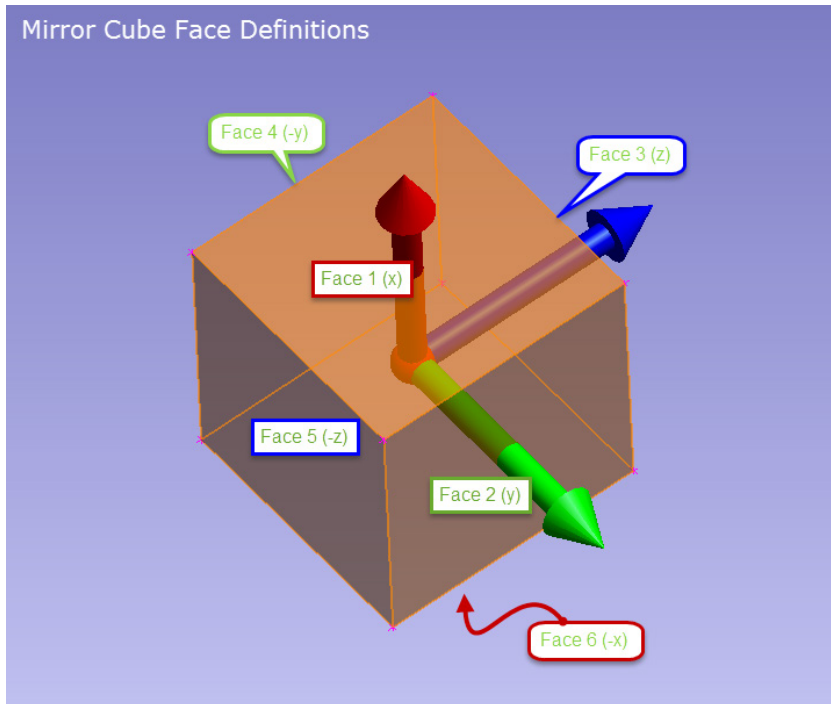 Mirror Cube Face Definitions
Face 4 (-y)
Face 3 (z)
Face 1 (x)
Face 5 (-z)
Face 2 (y)
Face 6 (-x)